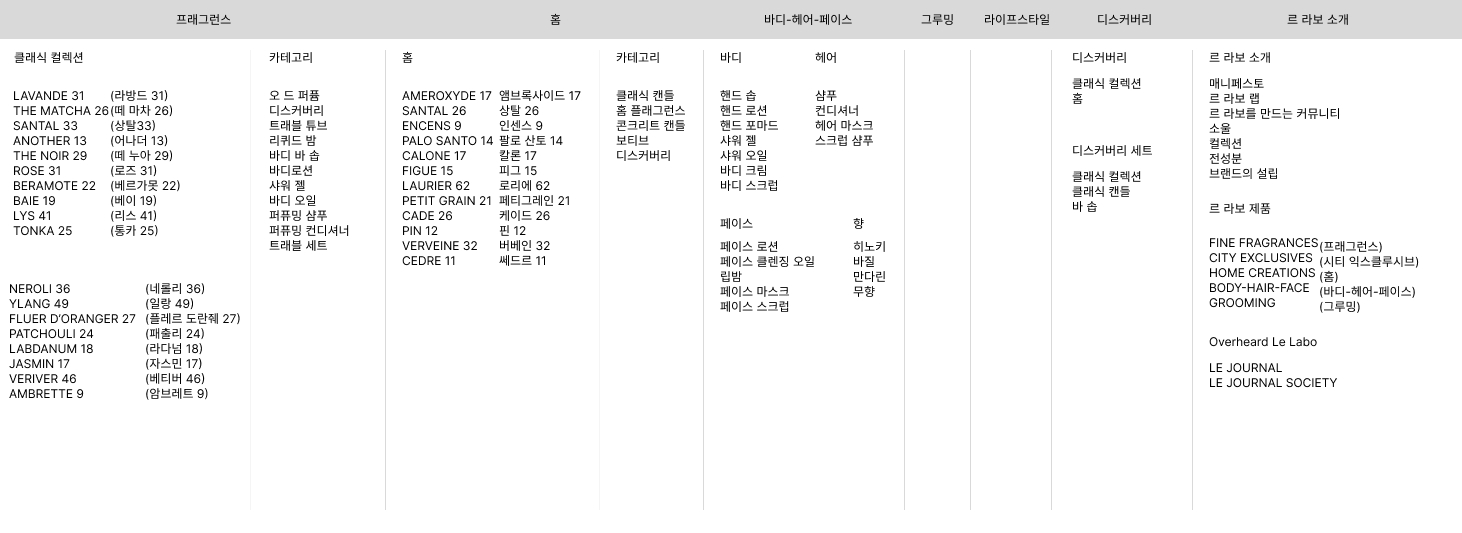 프래그런스
홈
바디-헤어-페이스
그루밍
라이프스타일
디스커버리
르 라보 소개
클래식 컬렉션
LAVANDE 31 (라방드 31)
THE MATCHA 26 (떼 마차 26)
SANTAL 33 (상탈33)
ANOTHER 13 (어나더 13)
THE NOIR 29 (떼 누아 29)
ROSE 31 (로즈 31)
BERAMOTE 22 (베르가못 22)
BAIE 19 (베이 19)
LYS 41 (리스 41)
TONKA 25 (통카 25)
NEROLI 36 (네롤리 36)
YLANG 49 (일랑 49)
FLUER D'ORANGER 27 (플레르 도란줴 27)
PATCHOULI 24 (패출리 24)
LABDANUM 18 (라다넘 18)
JASMIN 17 (자스민 17)
VERIVER 46 (베티버 46)
AMBRETTE 9 (암브레트 9)
카테고리
오 드 퍼퓸
디스커버리
트래블 튜브
리퀴드 밤
바디 바 솝
바디로션
샤워 젤
바디 오일
퍼퓨밍 샴푸
퍼퓨밍 컨디셔너
트래블 세트
홈
AMEROXYDE 17 앰브록사이드 17
SANTAL 26 상탈 26
ENCENS 9 인센스 9
PALO SANTO 14 팔로 산토 14
CALONE 17 칼론 17
FIGUE 15 피그 15
LAURIER 62 로리에 62
PETIT GRAIN 21 페티그레인 21
CADE 26 케이드 26
PIN 12 핀 12
VERVEINE 32 버베인 32
CEDRE 11 쎄드르 11
카테고리
클래식 캔들
홈 플래그런스
콘크리트 캔들
보티브
디스커버리
바디
핸드 솝
핸드 로션
핸드 포마드
샤워 젤
샤워 오일
바디 크림
바디 스크럽
헤어
샴푸
컨디셔너
헤어 마스크
스크럽 샴푸
페이스
페이스 로션
페이스 클렌징 오일
립밤
페이스 마스크
페이스 스크럽
향
히노키
바질
만다린
무향
디스커버리
클래식 컬렉션
홈
디스커버리 세트
클래식 컬렉션
클래식 캔들
바 솝
르 라보 소개
매니페스토
르 라보 랩
르 라보를 만드는 커뮤니티
소울
컬렉션
전성분
브랜드의 설립
르 라보 제품
FINE FRAGRANCES (프래그런스)
CITY EXCLUSIVES (시티 익스클루시브)
HOME CREATIONS (홈)
BODY-HAIR-FACE (바디-헤어-페이스)
GROOMING (그루밍)
Overheard Le Labo
LE JOURNAL
LE JOURNAL SOCIETY